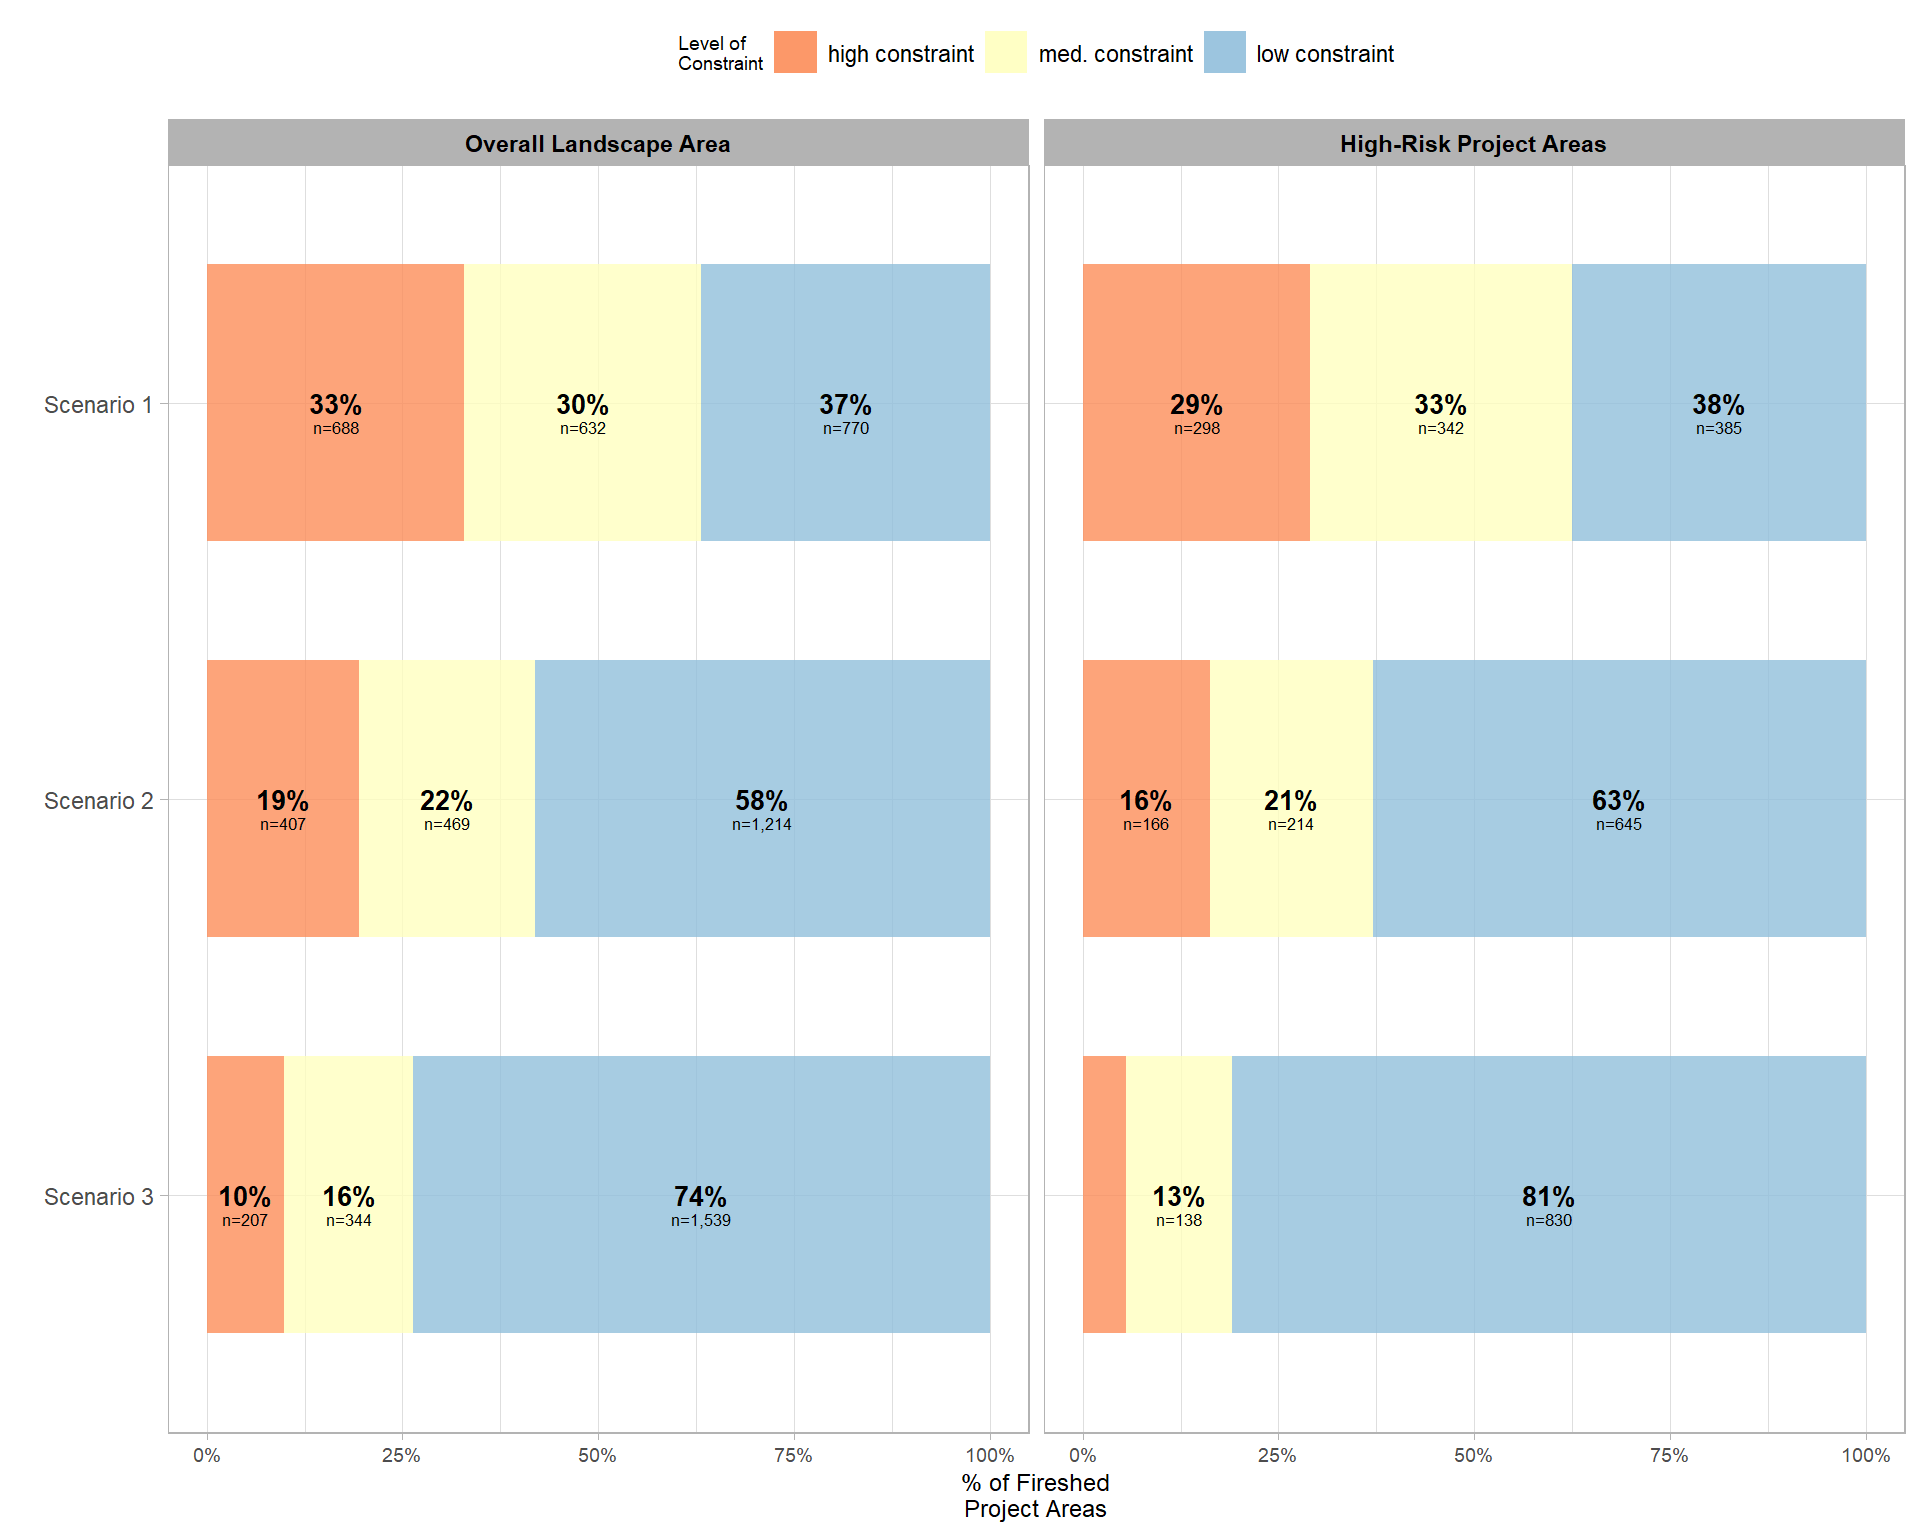 Level of
Constraint
high constraint
med. constraint
low constraint
Overall Landscape Area
High-Risk Project Areas
Scenario 1
33%
n=688
30%
n=632
37%
n=770
29%
n=298
33%
n=342
38%
n=385
Scenario 2
19%
n=407
22%
n=469
58%
n=1,214
16%
n=166
21%
n=214
63%
n=645
Scenario 3
10%
n=207
16%
n=344
74%
n=1,539
13%
n=138
81%
n=830
0% 25% 50% 75% 100%
0% 25% 50% 75% 100%
% of Fireshed
Project Areas